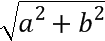 √(a² + b²)